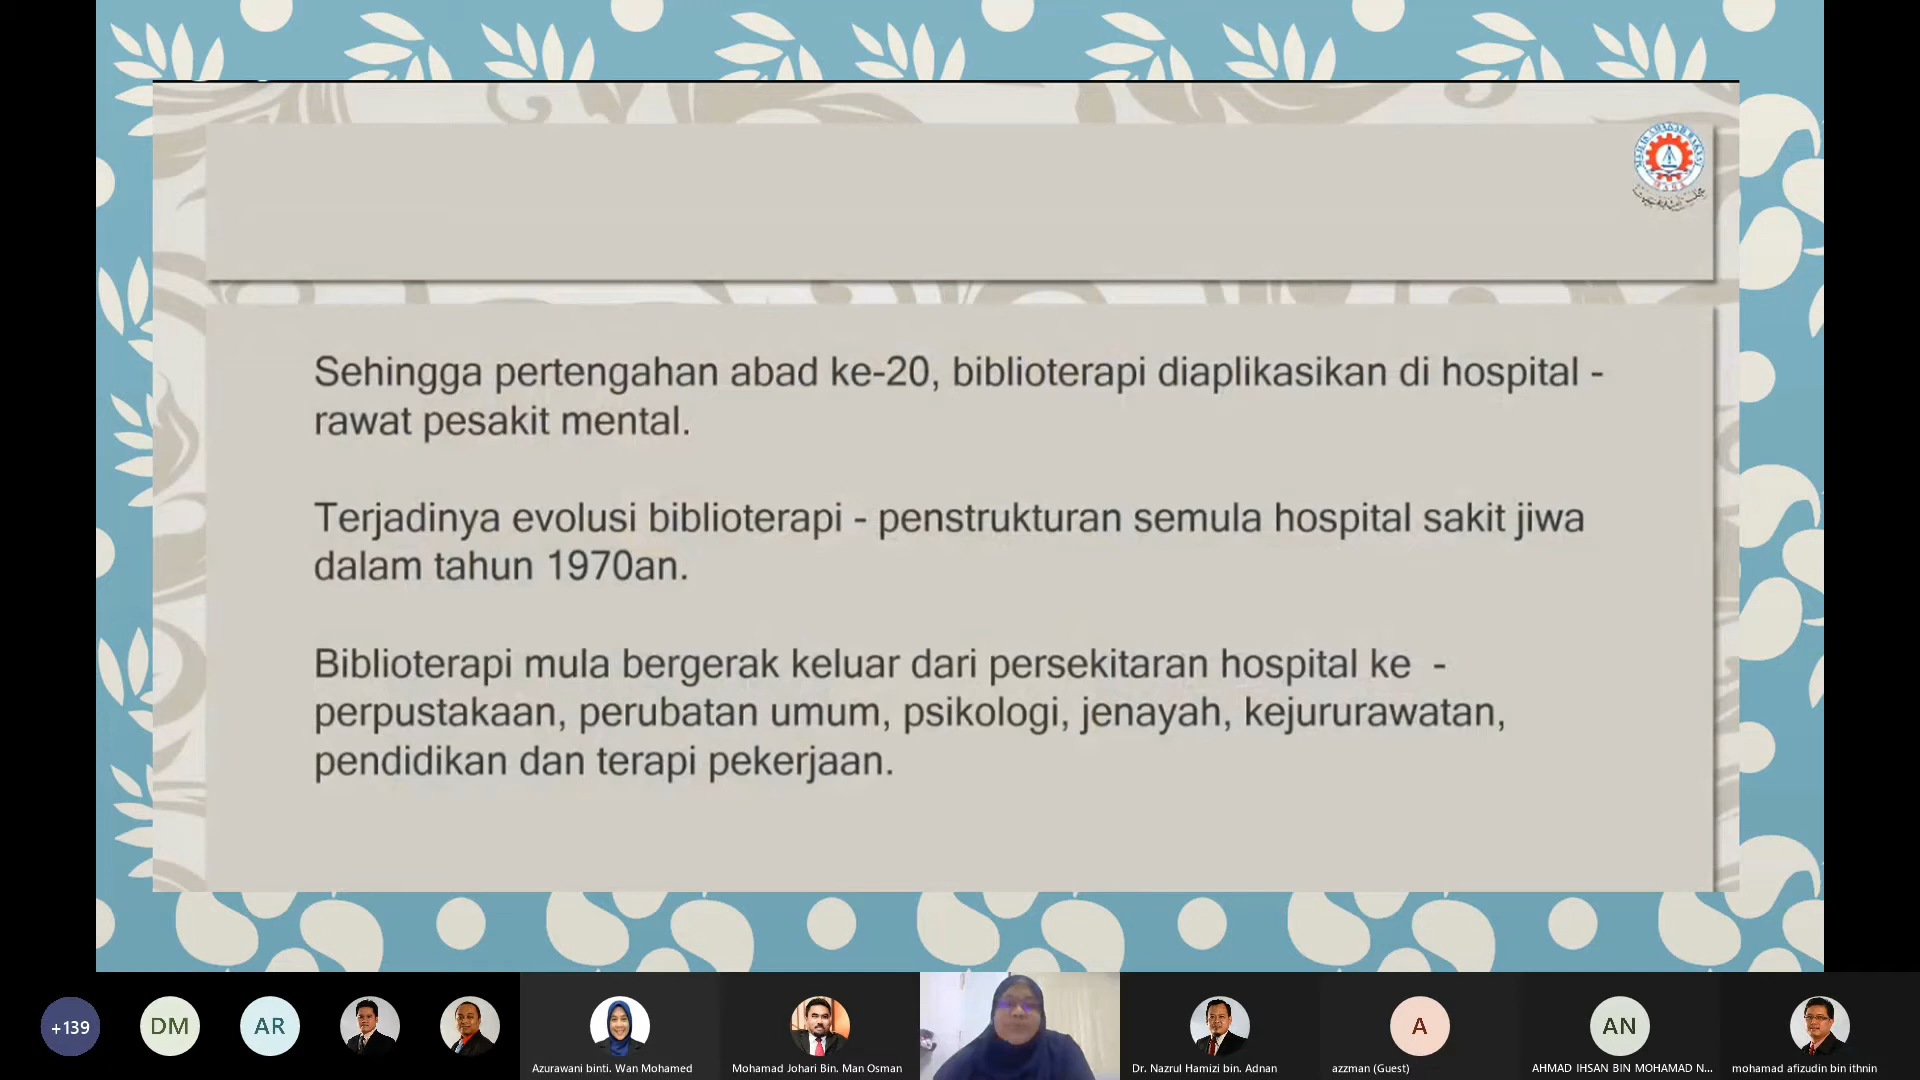 Sehingga pertengahan abad ke-20, biblioterapi diaplikasikan di hospital -
rawat pesakit mental.
Terjadinya evolusi biblioterapi - penstrukturan semula hospital sakit jiwa
dalam tahun 1970an.
Biblioterapi mula bergerak keluar dari persekitaran hospital ke -
perpustakaan, perubatan umum, psikologi, jenayah, kejururawatan,
pendidikan dan terapi pekerjaan.
+139
DM
AR
A
AN
Azurawani binti. Wan Mohamed
Mohamad Johari Bin. Man Osman
Dr. Nazrul Hamizi bin. Adnan
azzman (Guest)
AHMAD IHSAN BIN MOHAMAD N...
mohamad afizudin bin ithnin